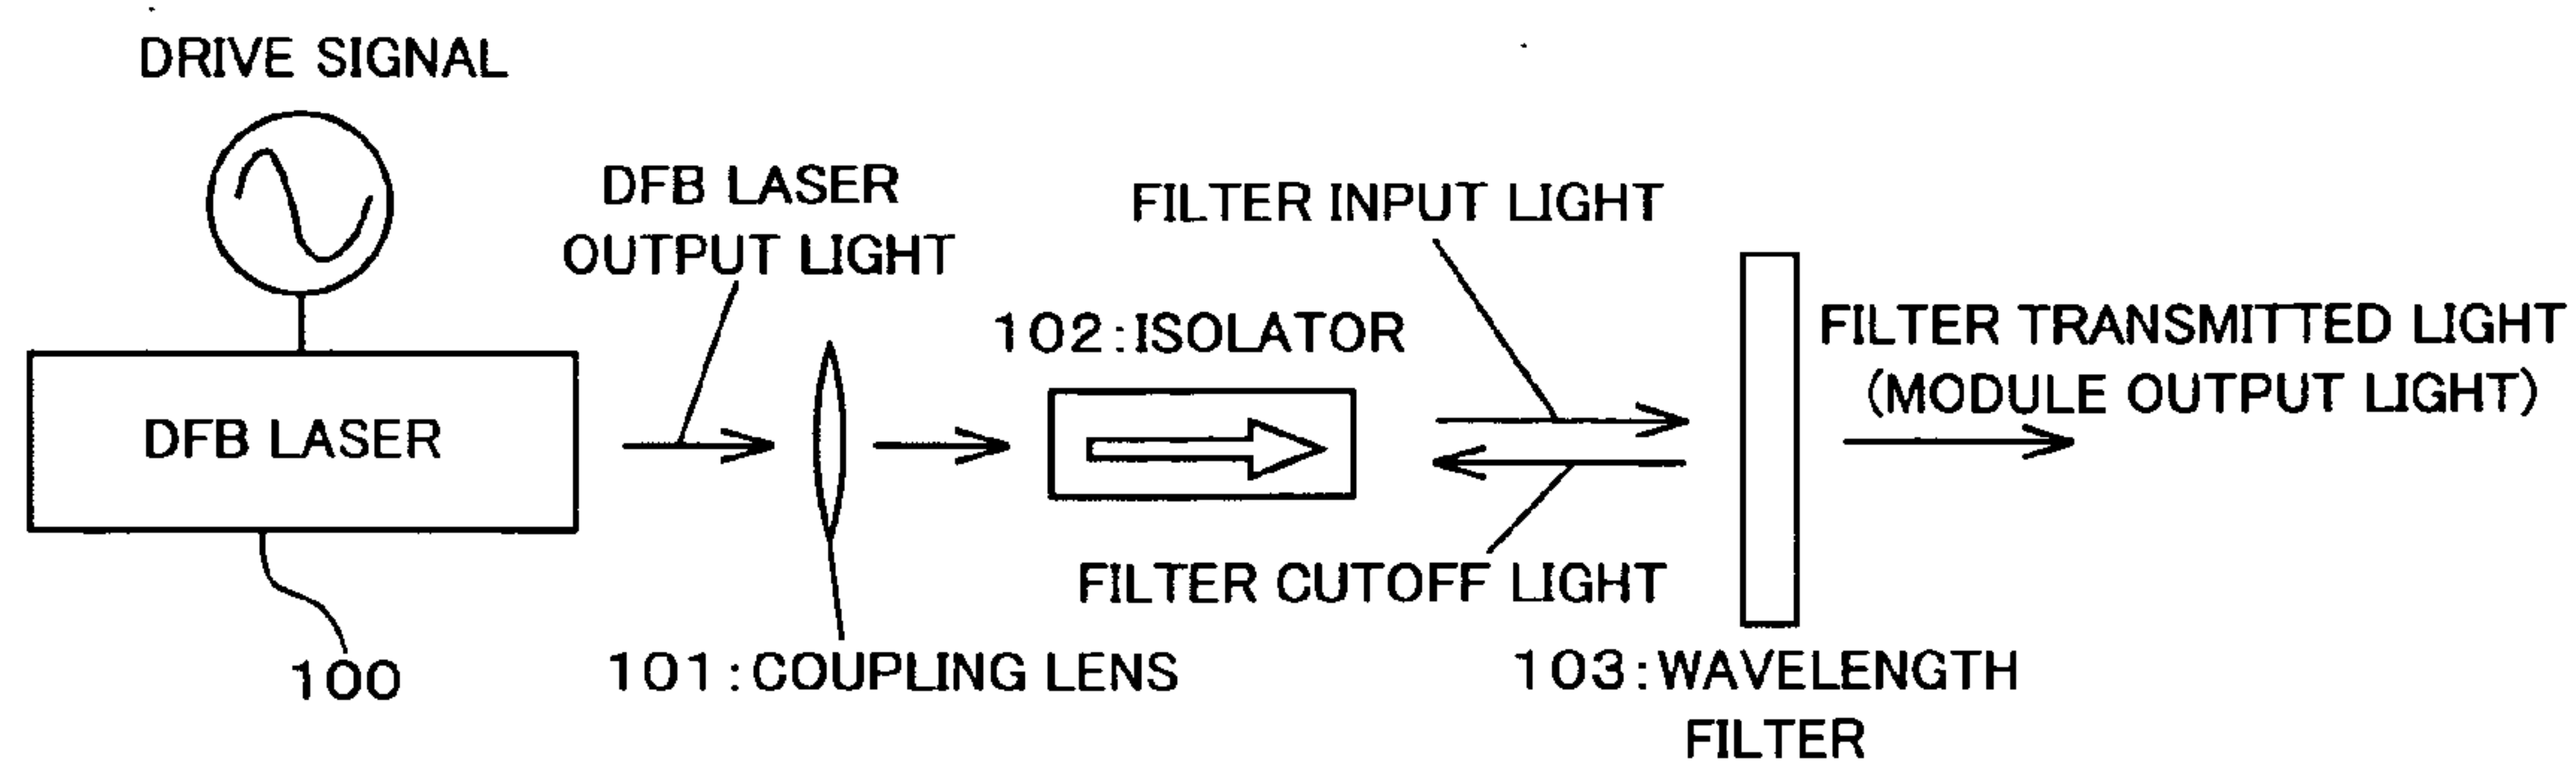 DRIVE SIGNAL
DFB LASER
OUTPUT LIGHT
FILTER INPUT LIGHT
102:ISOLATOR
FILTER TRANSMITTED LIGHT
(MODULE OUTPUT LIGHT)
DFB LASER
FILTER CUTOFF LIGHT
100
101:COUPLING LENS
103:WAVELENGTH
FILTER